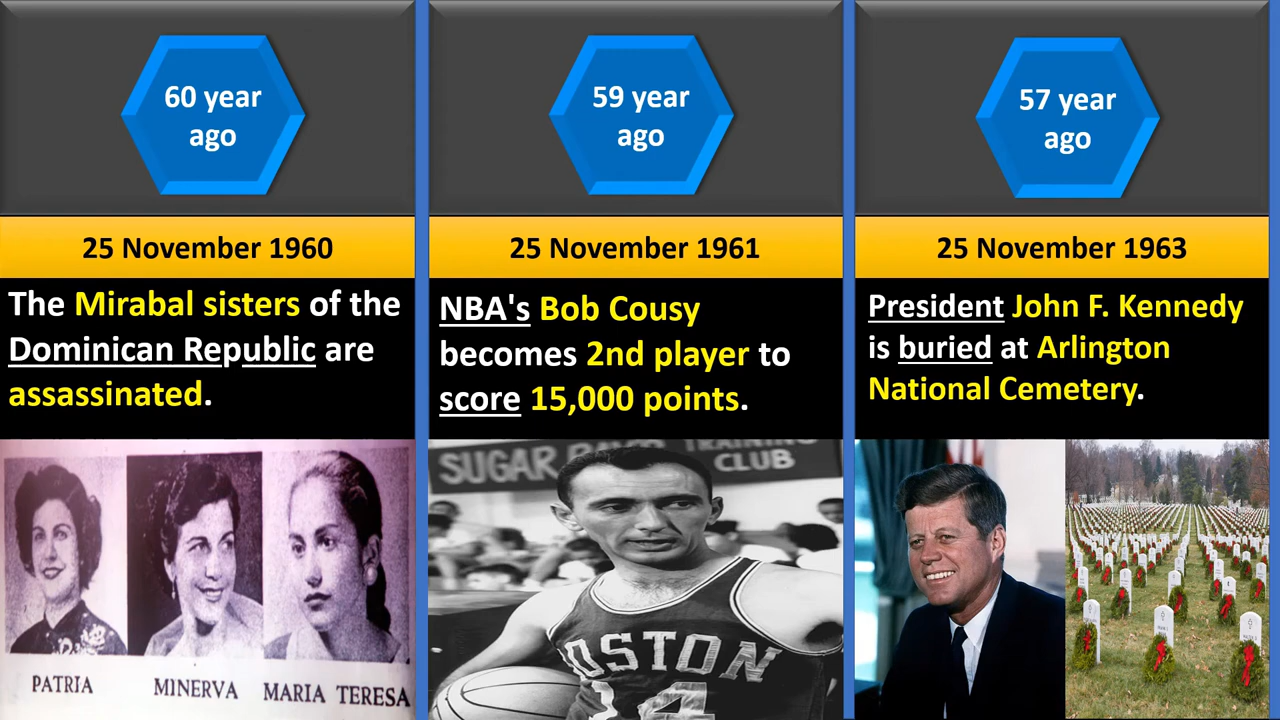 60 year
ago
25 November 1960
The Mirabal sisters of the
Dominican Republic are
assassinated.
PATRIA MINERVA MARIA TERESA
59 year
ago
25 November 1961
NBA's Bob Cousy
becomes 2nd player to
score 15,000 points.
SUGAR TRAINING
CLUB
OSTON
14
57 year
ago
25 November 1963
President John F. Kennedy
is buried at Arlington
National Cemetery.